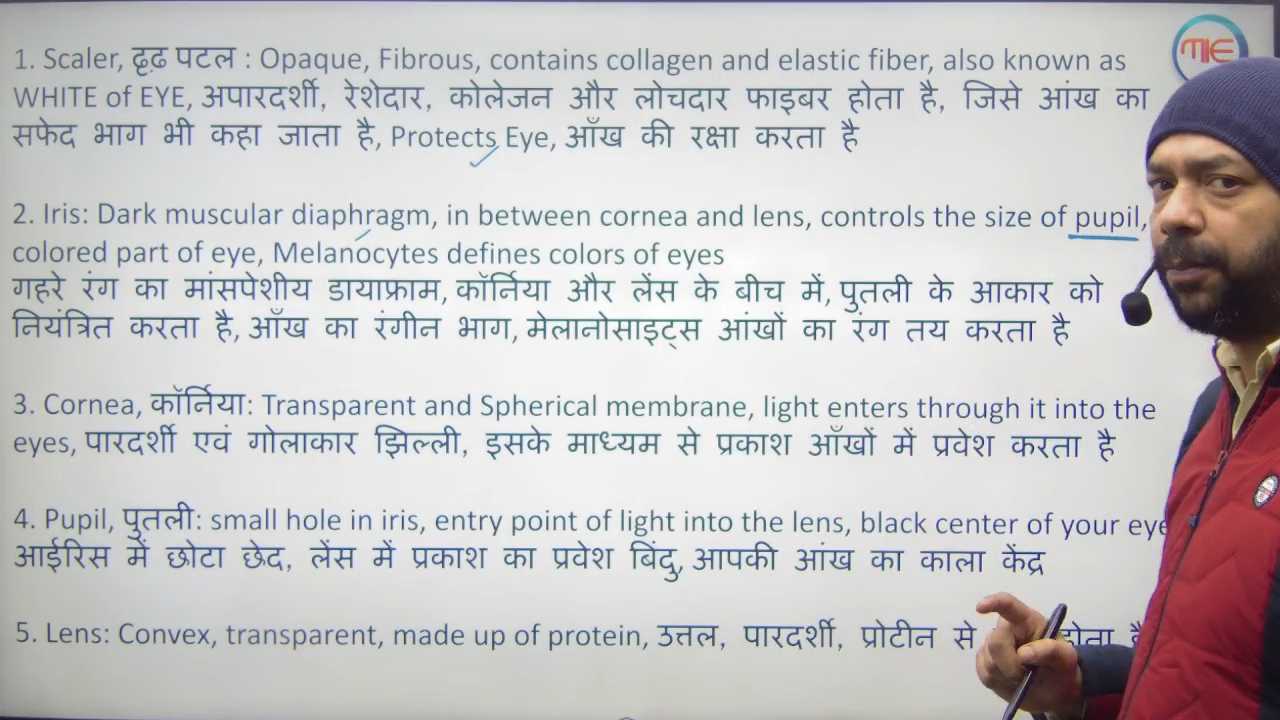 MIE
1. Scaler, दृढ़ पटल : Opaque, Fibrous, contains collagen and elastic fiber, also known as
WHITE of EYE, अपारदर्शी, रेशेदार, कोलेजन और लोचदार फाइबर होता है, जिसे आंख का
सफेद भाग भी कहा जाता है, Protects Eye, आँख की रक्षा करता है
2. Iris: Dark muscular diaphragm, in between cornea and lens, controls the size of pupil,
colored part of eye, Melanocytes defines colors of eyes
गहरे रंग का मांसपेशीय डायाफ्राम, कॉर्निया और लेंस के बीच में, पुतली के आकार को
नियंत्रित करता है, आँख का रंगीन भाग, मेलानोसाइट्स आंखों का रंग तय करता है
3. Cornea, कॉर्निया: Transparent and Spherical membrane, light enters through it into the
eyes, पारदर्शी एवं गोलाकार झिल्ली, इसके माध्यम से प्रकाश आँखों में प्रवेश करता है
4. Pupil, पुतली: small hole in iris, entry point of light into the lens, black center of your eye
आईरिस में छोटा छेद, लेंस में प्रकाश का प्रवेश बिंदु, आपकी आंख का काला केंद्र
5. Lens: Convex, transparent, made up of protein, उत्तल, पारदर्शी, प्रोटीन से होता है